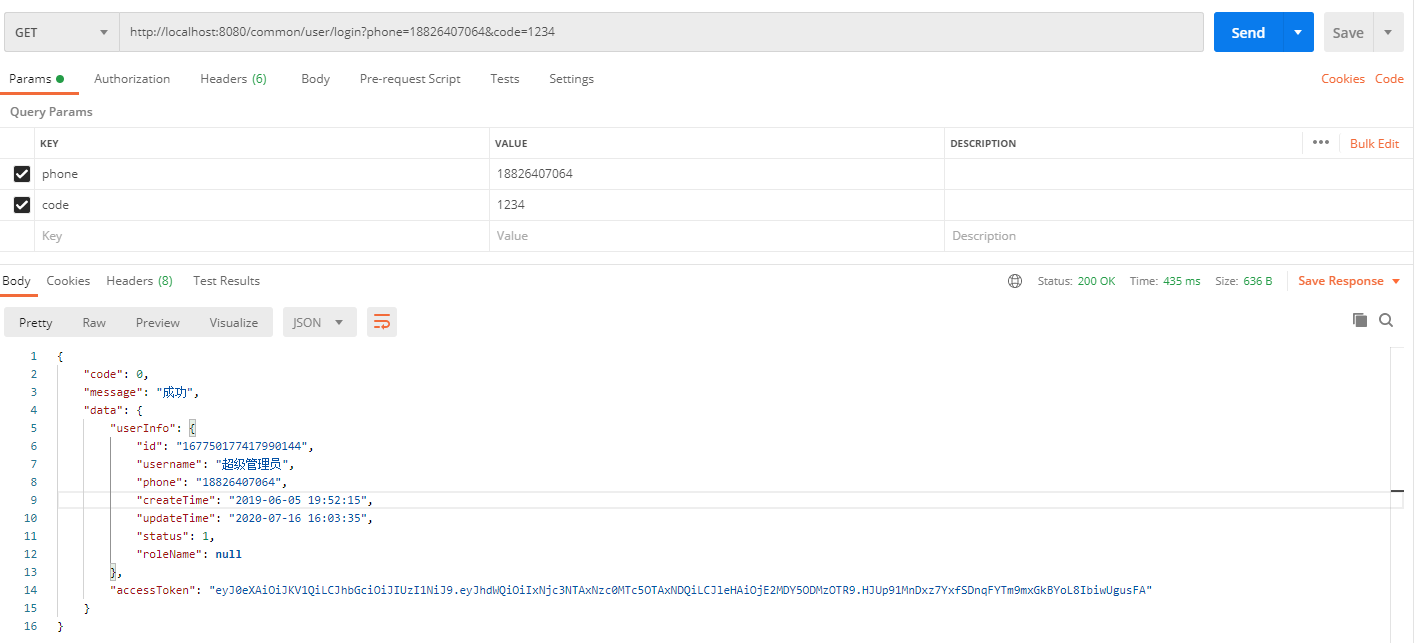 GET http://localhost:8080/common/user/login?phone=18826407064&code=1234 Send Save
Params Authorization Headers (6) Body Pre-request Script Tests Settings Cookies Code
Query Params
KEY VALUE DESCRIPTION ••• Bulk Edit
phone 18826407064
code 1234
Key Value Description
Body Cookies Headers (8) Test Results Status: 200 OK Time: 435 ms Size: 636 B Save Response
Pretty Raw Preview Visualize JSON
1 {
2 "code": 0,
3 "message": "成功",
4 "data": {
5 "userInfo": {
6 "id": "167750177417990144",
7 "username": "超级管理员",
8 "phone": "18826407064",
9 "createTime": "2019-06-05 19:52:15",
10 "updateTime": "2020-07-16 16:03:35",
11 "status": 1,
12 "roleName": null
13 },
14 "accessToken": "eyJ0eXAiOiJKV1QiLCJhbGciOiJIUzI1NiJ9.eyJhdWQiOiIxNjc3NTAxNzc0MTc5OTAxNDQiLCJleHAiOjE2MDY5ODMzOTR9.HJUp91MnDxz7YxfSDnqFYTm9mxGkBYoL8IbiwUgusFA"
15 }
16 }